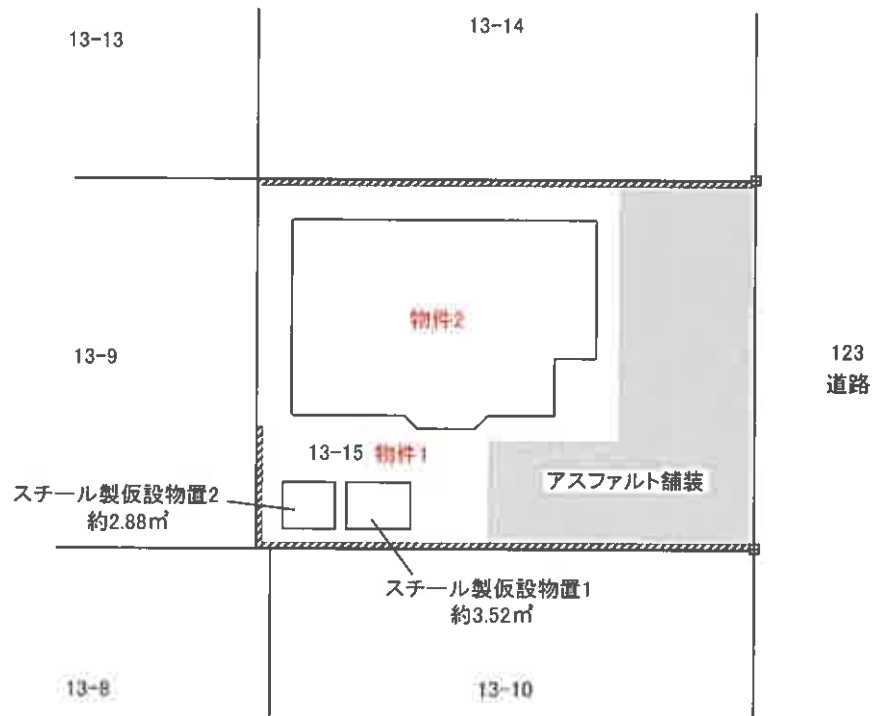 13-13
13-14
物件2
13-9
123
道路
13-15 物件1
スチール製仮設物置2
約2.88㎡
アスファルト舗装
スチール製仮設物置1
約3.52㎡
13-8
13-10